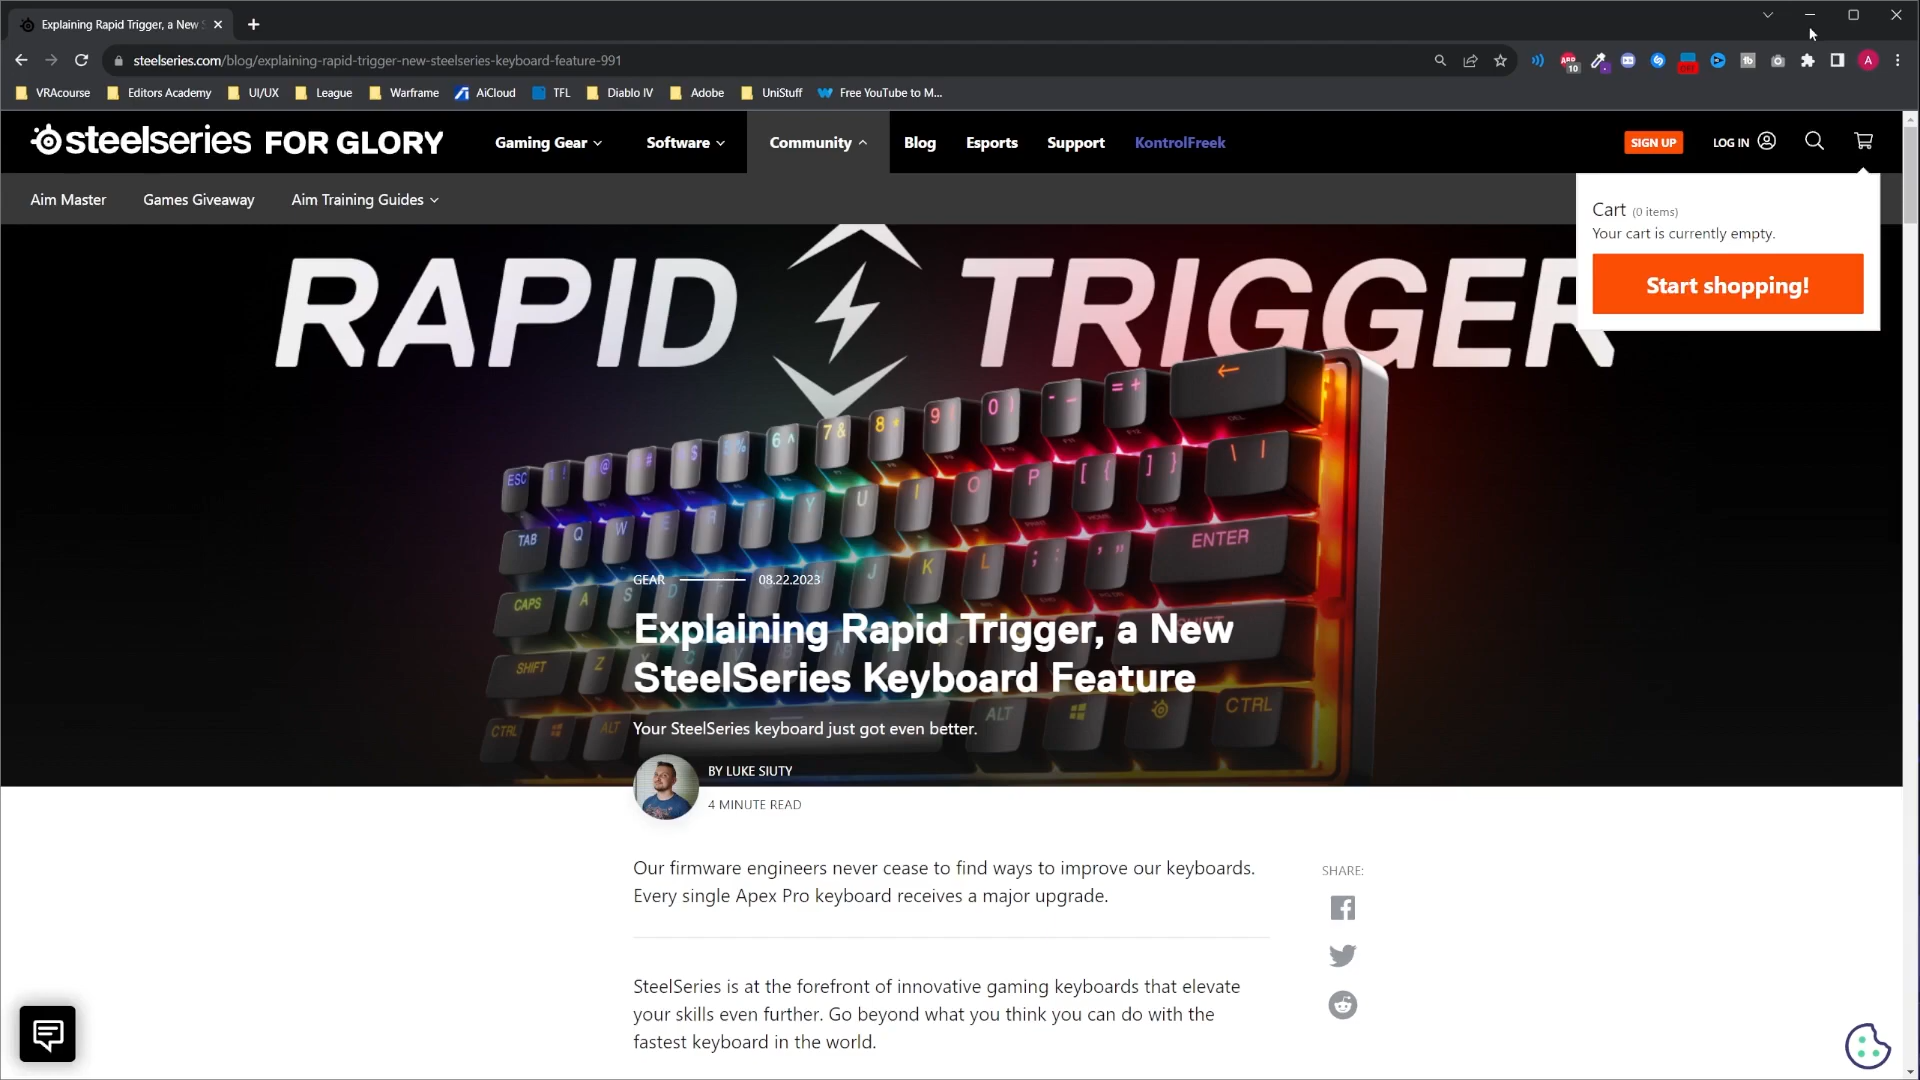 Explaining Rapid Trigger, a New S
steelseries.com/blog/explaining-rapid-trigger-new-steelseries-keyboard-feature-991
VRAcourse Editors Academy UI/UX League Warframe AiCloud TFL Diablo IV Adobe UniStuff Free YouTube to M...
steelseries FOR GLORY
Gaming Gear Software Community Blog Esports Support KontrolFreek
SIGN UP LOG IN
Aim Master Games Giveaway Aim Training Guides
Cart (0 items)
Your cart is currently empty.
Start shopping!
RAPID TRIGGER
GEAR 08.22.2023
Explaining Rapid Trigger, a New
SteelSeries Keyboard Feature
Your SteelSeries keyboard just got even better.
BY LUKE SIUTY
4 MINUTE READ
Our firmware engineers never cease to find ways to improve our keyboards.
Every single Apex Pro keyboard receives a major upgrade.
SHARE:
SteelSeries is at the forefront of innovative gaming keyboards that elevate
your skills even further. Go beyond what you think you can do with the
fastest keyboard in the world.
ESC
TAB Q W
ENTER
CAPS A S D J K L
SHIFT Z
CTRL ALT ALT CTRL